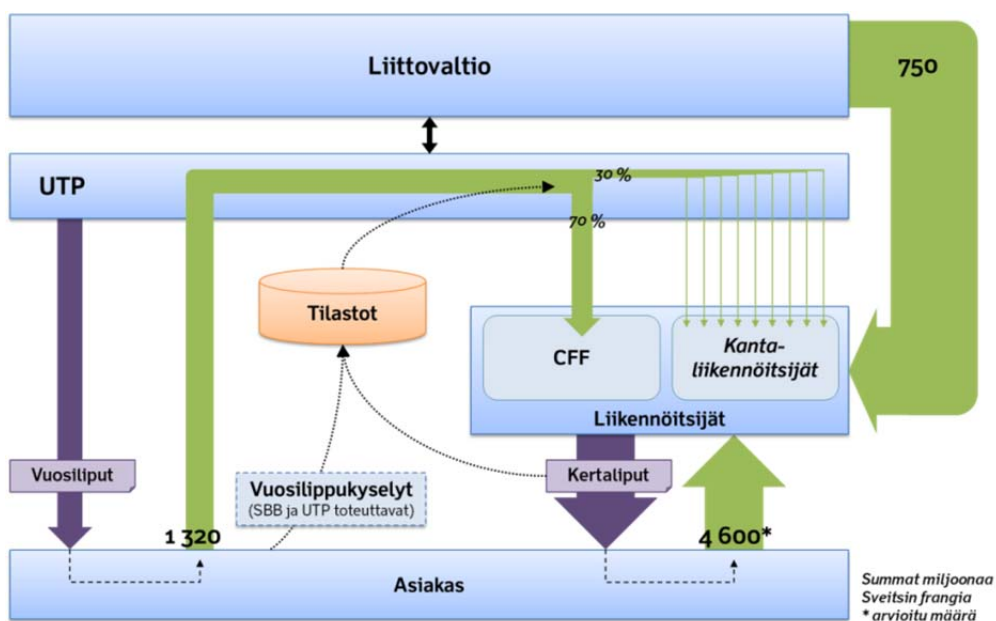 Liittovaltio
750
UTP
30 %
70 %
Tilastot
CFF
Kanta-
liikennöitsijät
Liikennöitsijät
Vuosiliput
Vuosilippukyselyt
(SBB ja UTP toteuttavat)
Kertaliput
1 320
4 600*
Asiakas
Summat miljoonaa
Sveitsin frangia
* arvioitu määrä